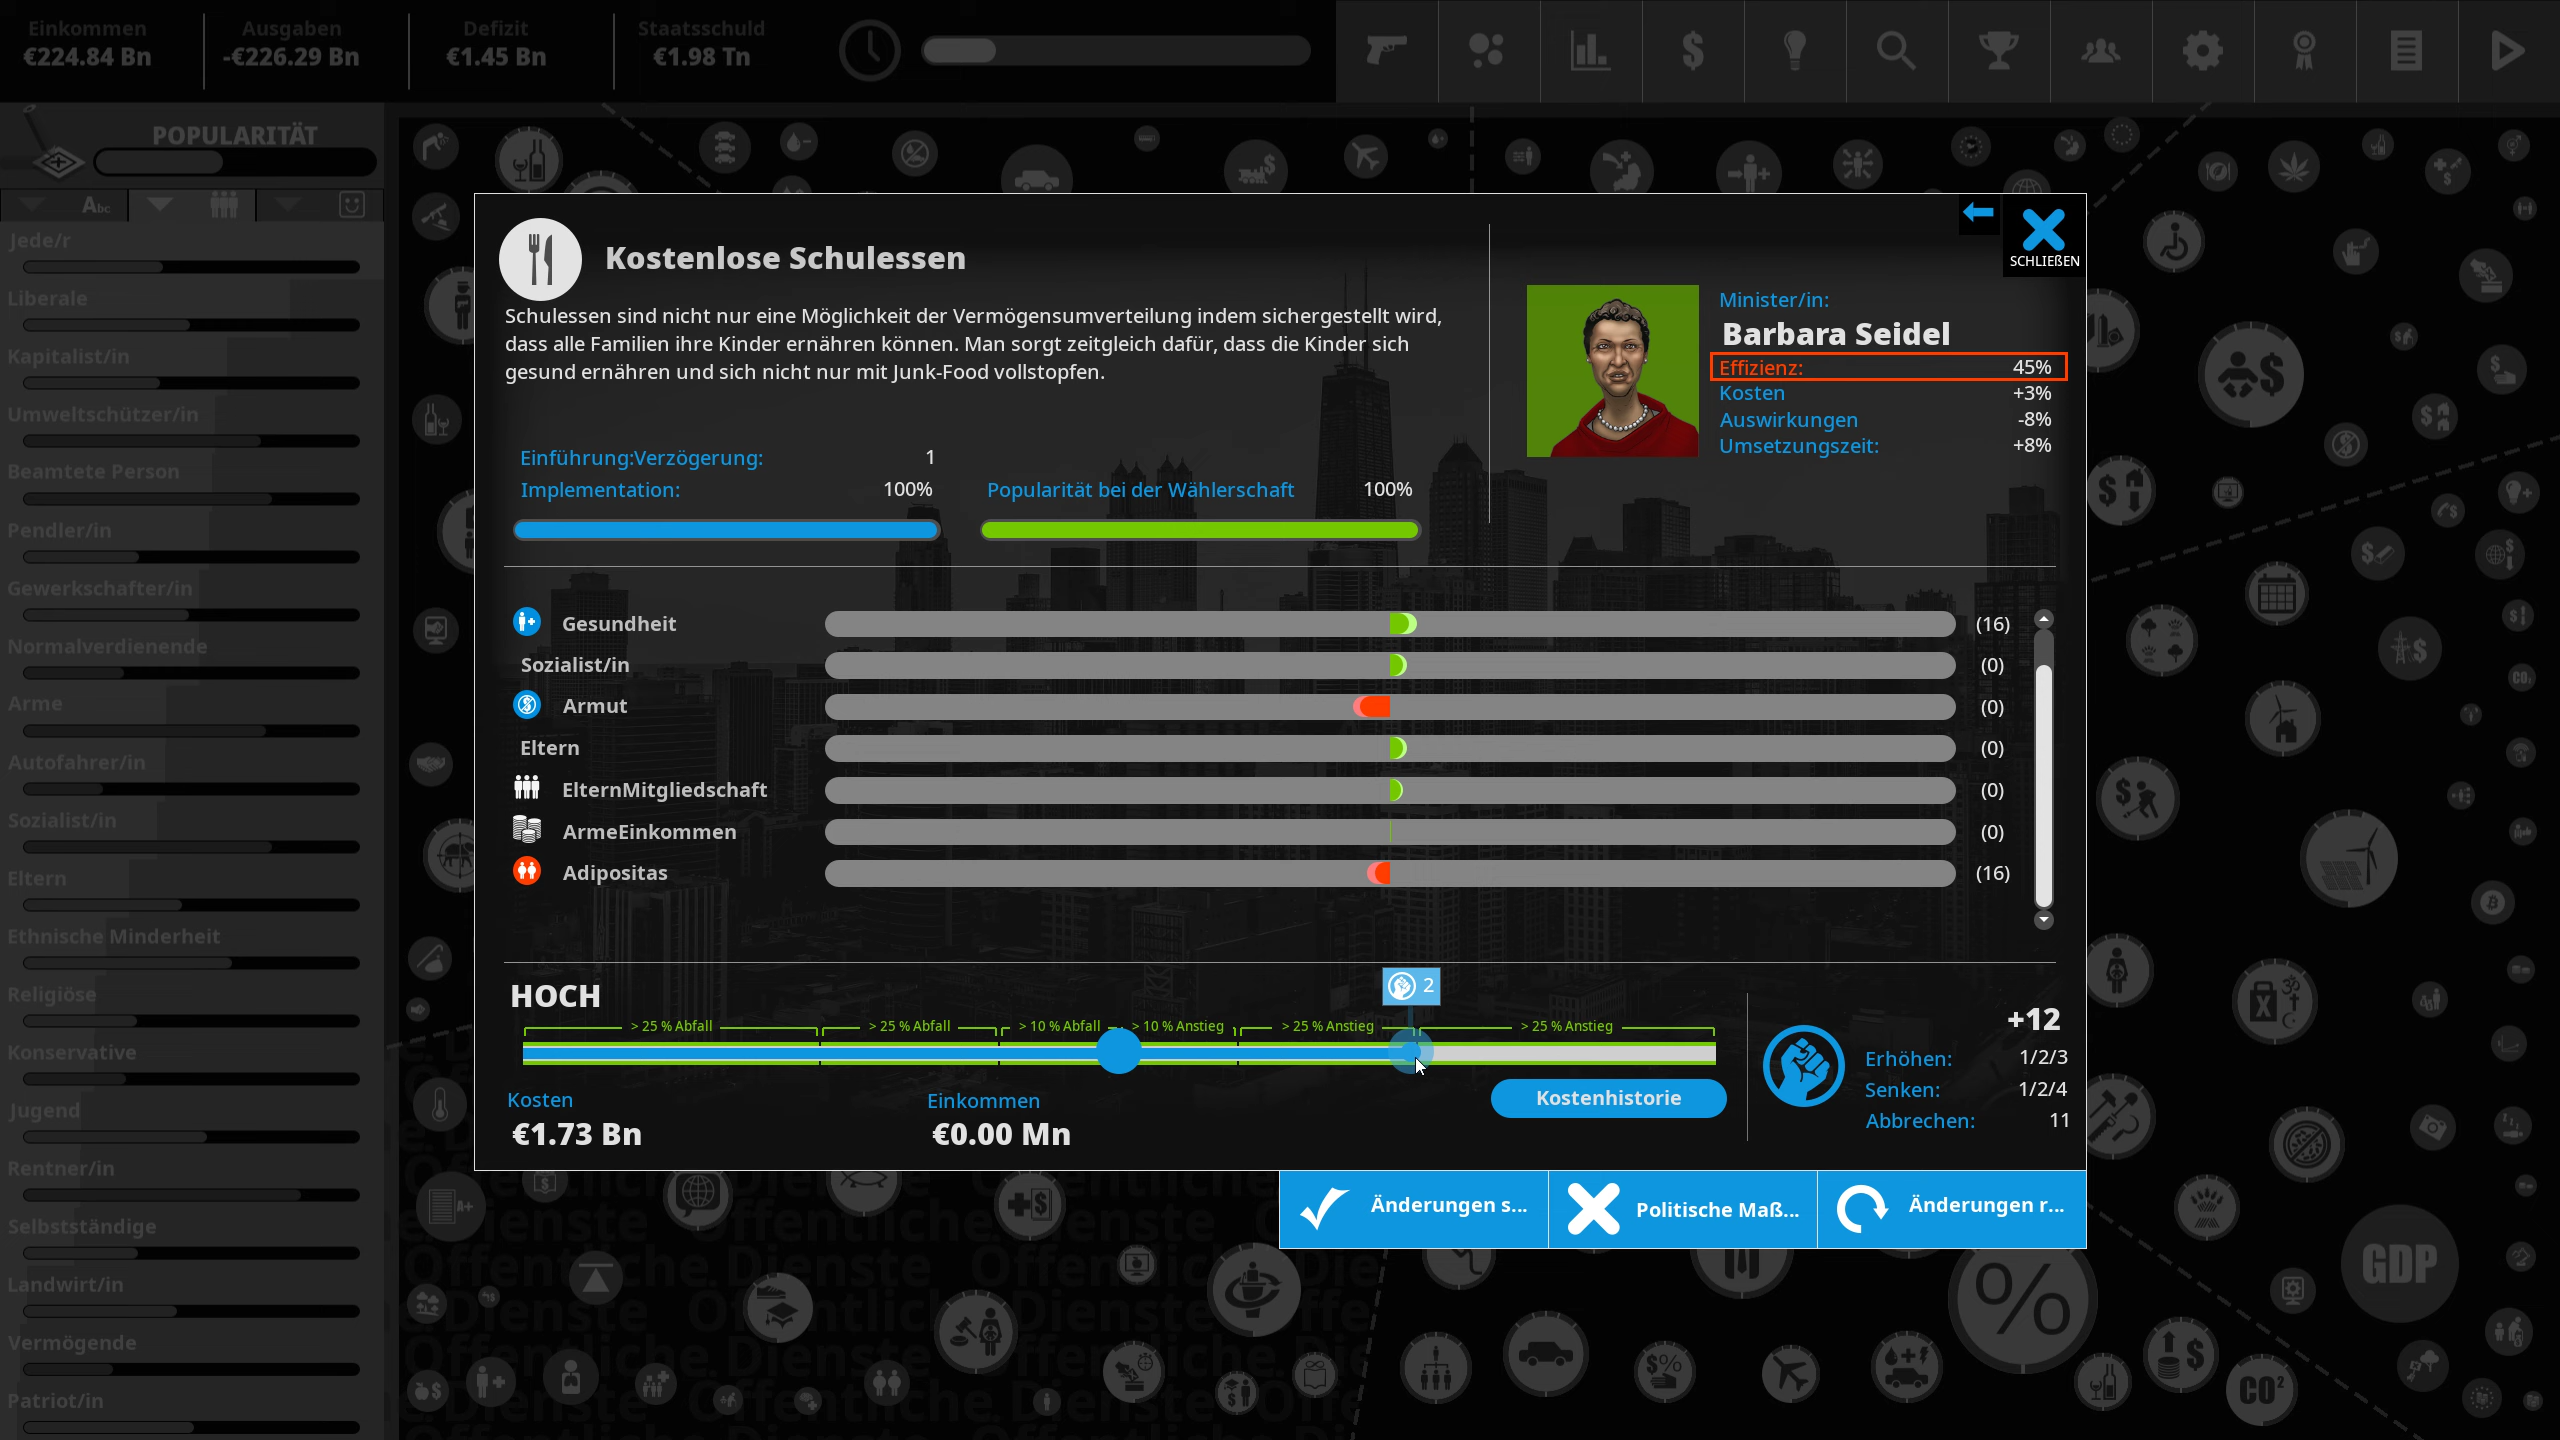 Einkommen
€224.84 Bn
Ausgaben
-€226.29 Bn
Defizit
€1.45 Bn
Staatsschuld
€1.98 Tn
POPULARITÄT
Abc
Jede/r
Liberale
Kapitalist/in
Umweltschützer/in
Beamtete Person
Pendler/in
Gewerkschafter/in
Normalverdienende
Arme
Autofahrer/in
Sozialist/in
Eltern
Ethnische Minderheit
Religiöse
Konservative
Jugend
Rentner/in
Selbstständige
Landwirt/in
Vermögende
Patriot/in
Kostenlose Schulessen
Schulessen sind nicht nur eine Möglichkeit der Vermögensumverteilung indem sichergestellt wird,
dass alle Familien ihre Kinder ernähren können. Man sorgt zeitgleich dafür, dass die Kinder sich
gesund ernähren und sich nicht nur mit Junk-Food vollstopfen.
Einführung:Verzögerung: 1
Implementation: 100%
Popularität bei der Wählerschaft 100%
SCHLIEßEN
Minister/in:
Barbara Seidel
Effizienz: 45%
Kosten +3%
Auswirkungen -8%
Umsetzungszeit: +8%
Gesundheit (16)
Sozialist/in (0)
Armut (0)
Eltern (0)
ElternMitgliedschaft (0)
ArmeEinkommen (0)
Adipositas (16)
HOCH
2
> 25 % Abfall > 25 % Abfall > 10 % Abfall > 10 % Anstieg > 25 % Anstieg > 25 % Anstieg
Kosten
€1.73 Bn
Einkommen
€0.00 Mn
Kostenhistorie
+12
Erhöhen: 1/2/3
Senken: 1/2/4
Abbrechen: 11
Änderungen s...
Politische Maß...
Änderungen r...
GDP
CO²